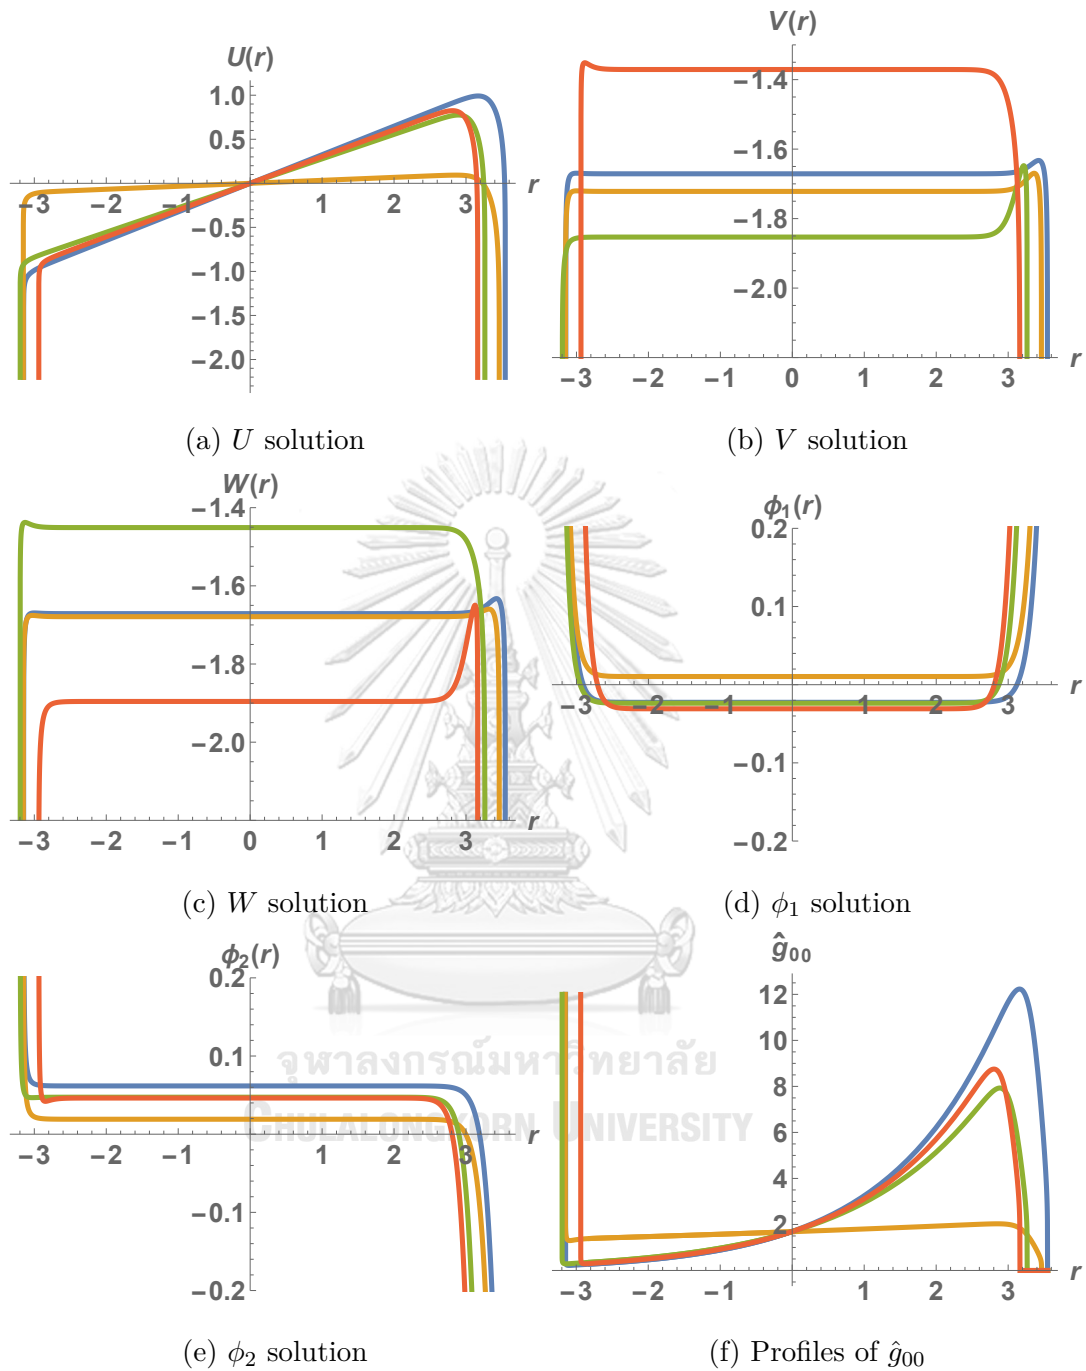 U(r)
1.0
0.5
−3 −2 −1 0 1 2 3 r
−0.5
−1.0
−1.5
−2.0
(a) U solution
V(r)
−1.4
−1.6
−1.8
−2.0
−3 −2 −1 0 1 2 3 r
(b) V solution
W(r)
−1.4
−1.6
−1.8
−2.0
−3 −2 −1 0 1 2 3 r
(c) W solution
ϕ₁(r)
0.2
0.1
−3 −2 −1 1 2 3 r
−0.1
−0.2
(d) ϕ₁ solution
ϕ₂(r)
0.2
0.1
−3 −2 −1 1 2 3 r
−0.1
−0.2
(e) ϕ₂ solution
ĝ₀₀
12
10
8
6
4
2
−3 −2 −1 0 1 2 3 r
(f) Profiles of ĝ₀₀
จุฬาลงกรณ์มหาวิทยาลัย
CHULALONGKORN UNIVERSITY